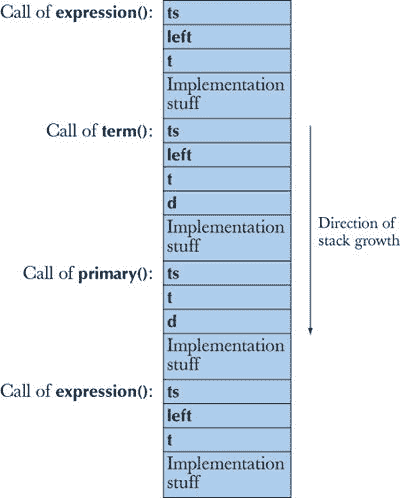 Call of expression():
ts
left
t
Implementation
stuff
Call of term():
ts
left
t
d
Implementation
stuff
Call of primary():
ts
t
d
Implementation
stuff
Call of expression():
ts
left
t
Implementation
stuff
Direction of
stack growth